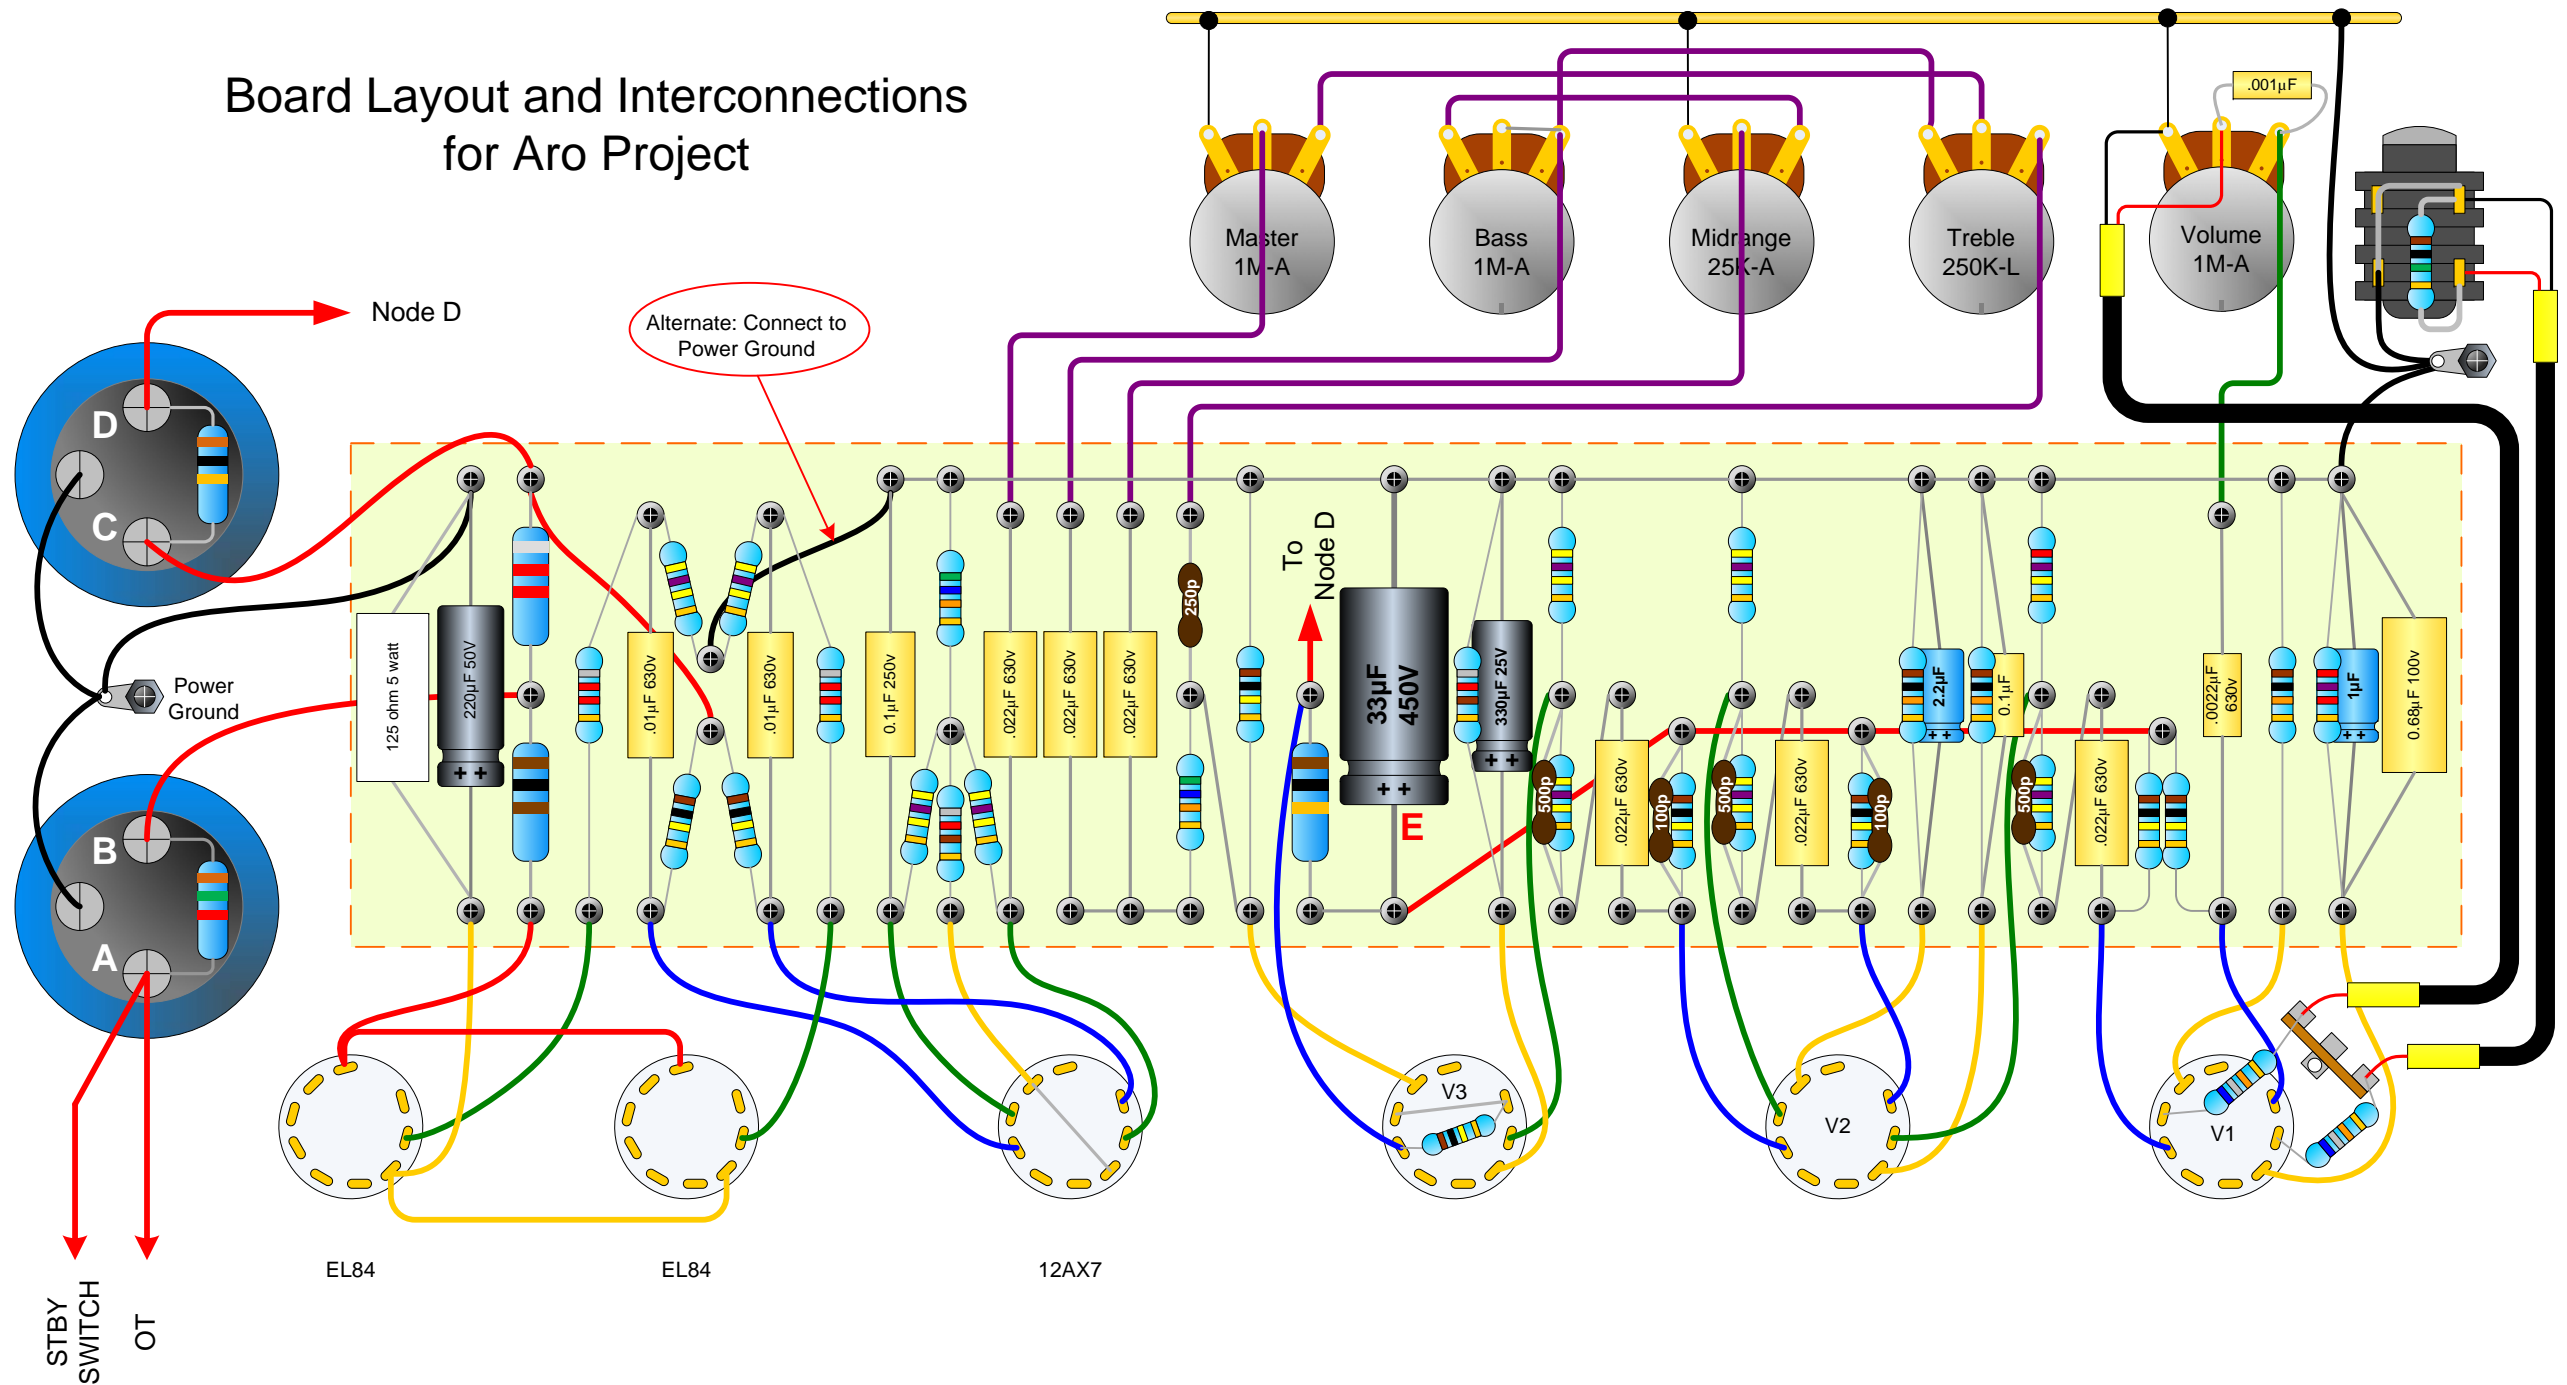 Board Layout and Interconnections
for Aro Project
.001µF
Master
1M-A
Bass
1M-A
Midrange
25K-A
Treble
250K-L
Volume
1M-A
Node D
Alternate: Connect to
Power Ground
D
C
B
A
Power
Ground
125 ohm 5 watt
220µF 50V
++
.01µF 630v
.01µF 630v
0.1µF 250v
.022µF 630v
.022µF 630v
.022µF 630v
250p
To
Node D
33µF
450V
++
E
330µF 25V
++
500p
.022µF 630v
100p
500p
.022µF 630v
100p
2.2µF
++
0.1µF
500p
.022µF 630v
.0022µF
630v
1µF
++
0.68µF 100v
V3
V2
V1
EL84
EL84
12AX7
STBY
SWITCH
OT